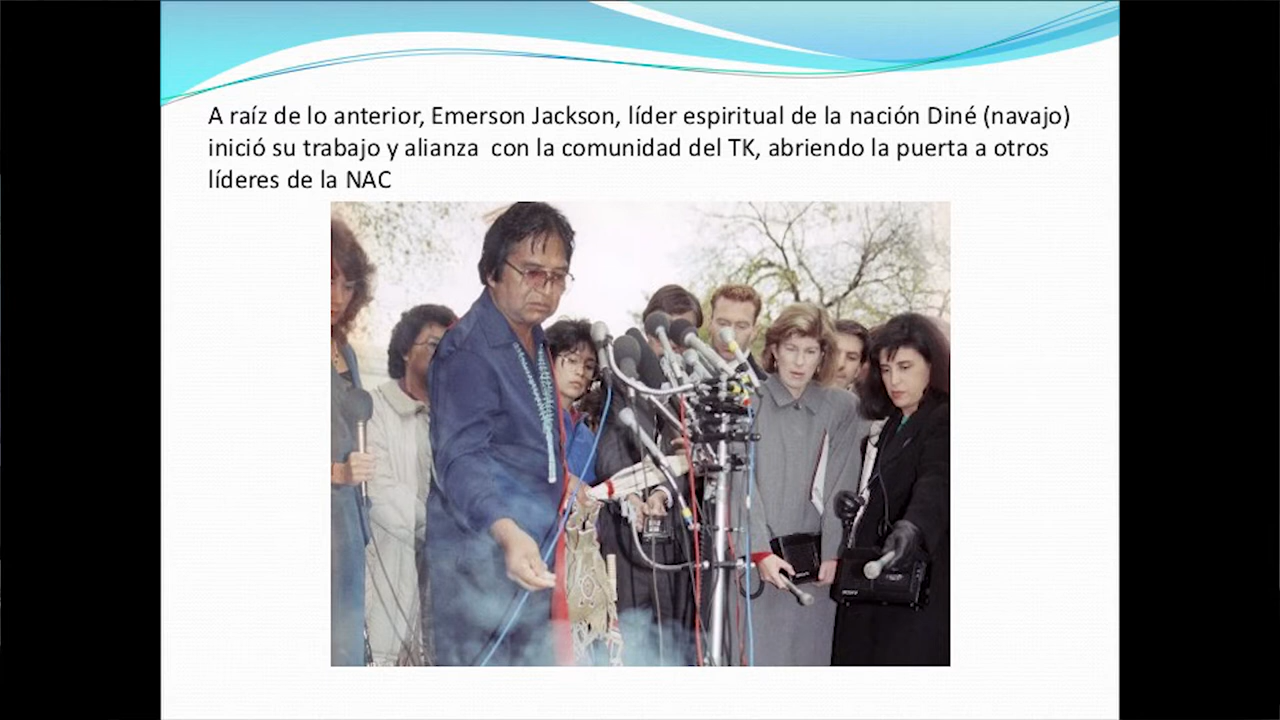 A raíz de lo anterior, Emerson Jackson, líder espiritual de la nación Diné (navajo)
inició su trabajo y alianza  con la comunidad del TK, abriendo la puerta a otros
líderes de la NAC
SONY